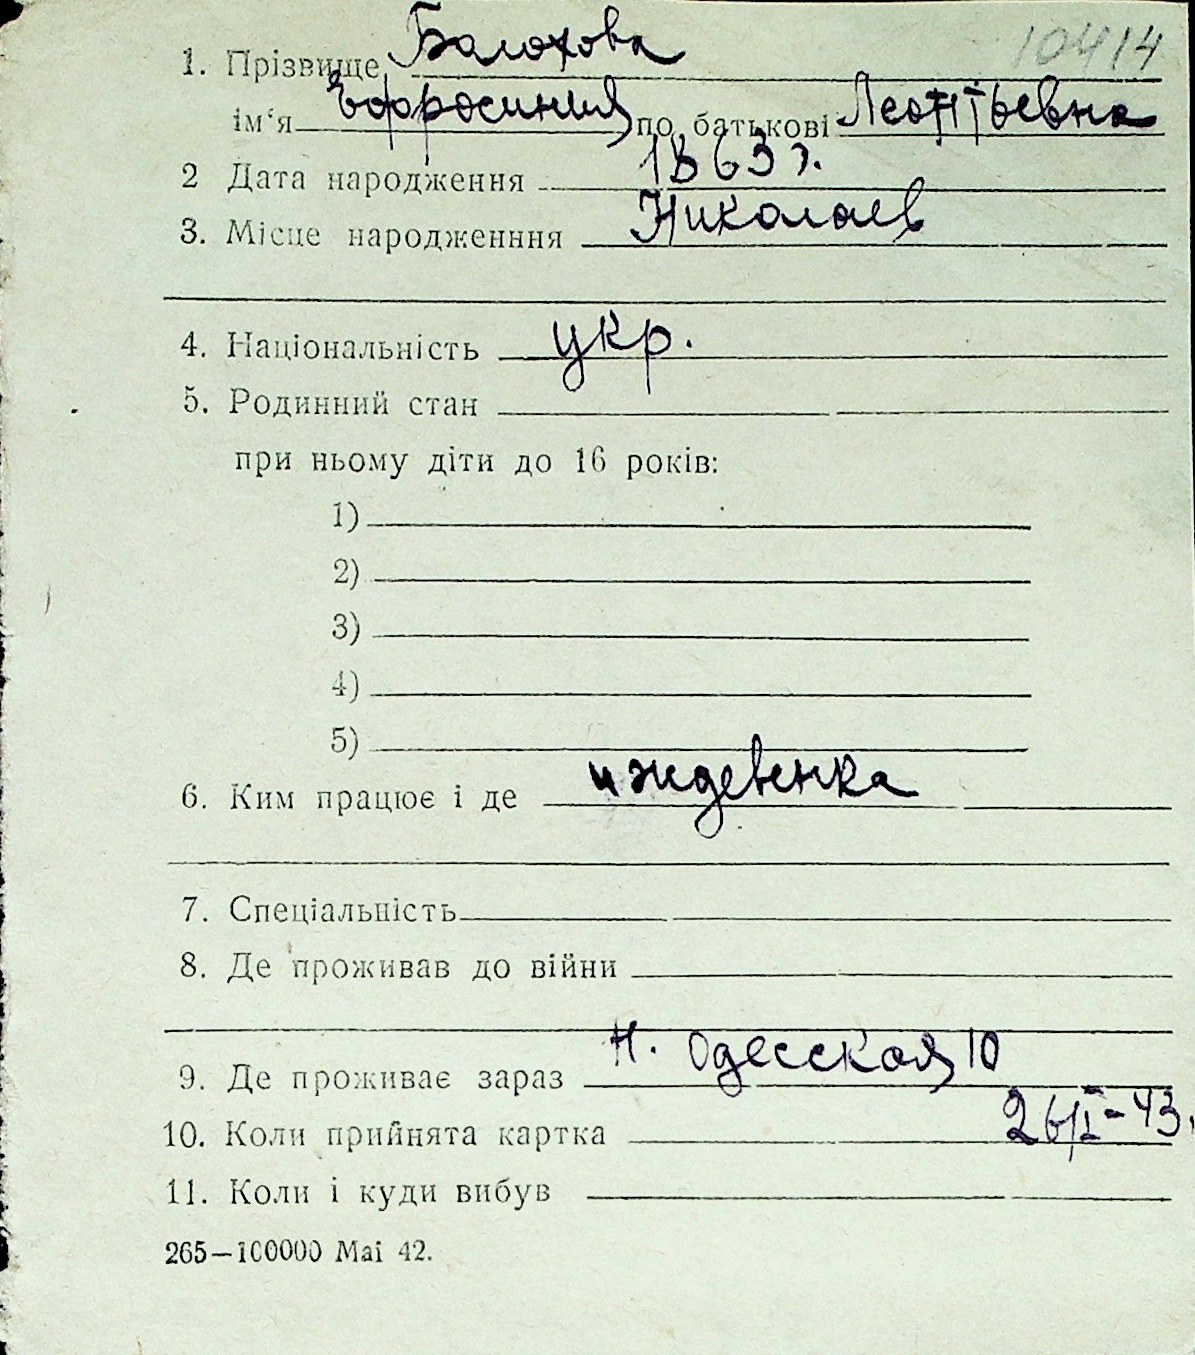 10414
1. Прізвище Балохова
ім‘я Ефросиния по батькові Леонтьевна
2 Дата народження 1863 г.
3. Місце народженння Николаев
4. Національність укр.
5. Родинний стан
при ньому діти до 16 років:
1)
2)
3)
4)
5)
6. Ким працює і де иждевенка
7. Спеціальність
8. Де проживав до війни
9. Де проживає зараз Н. Одесская 10
10. Коли прийнята картка 26/I-43.
11. Коли і куди вибув
265—100000 Mai 42.